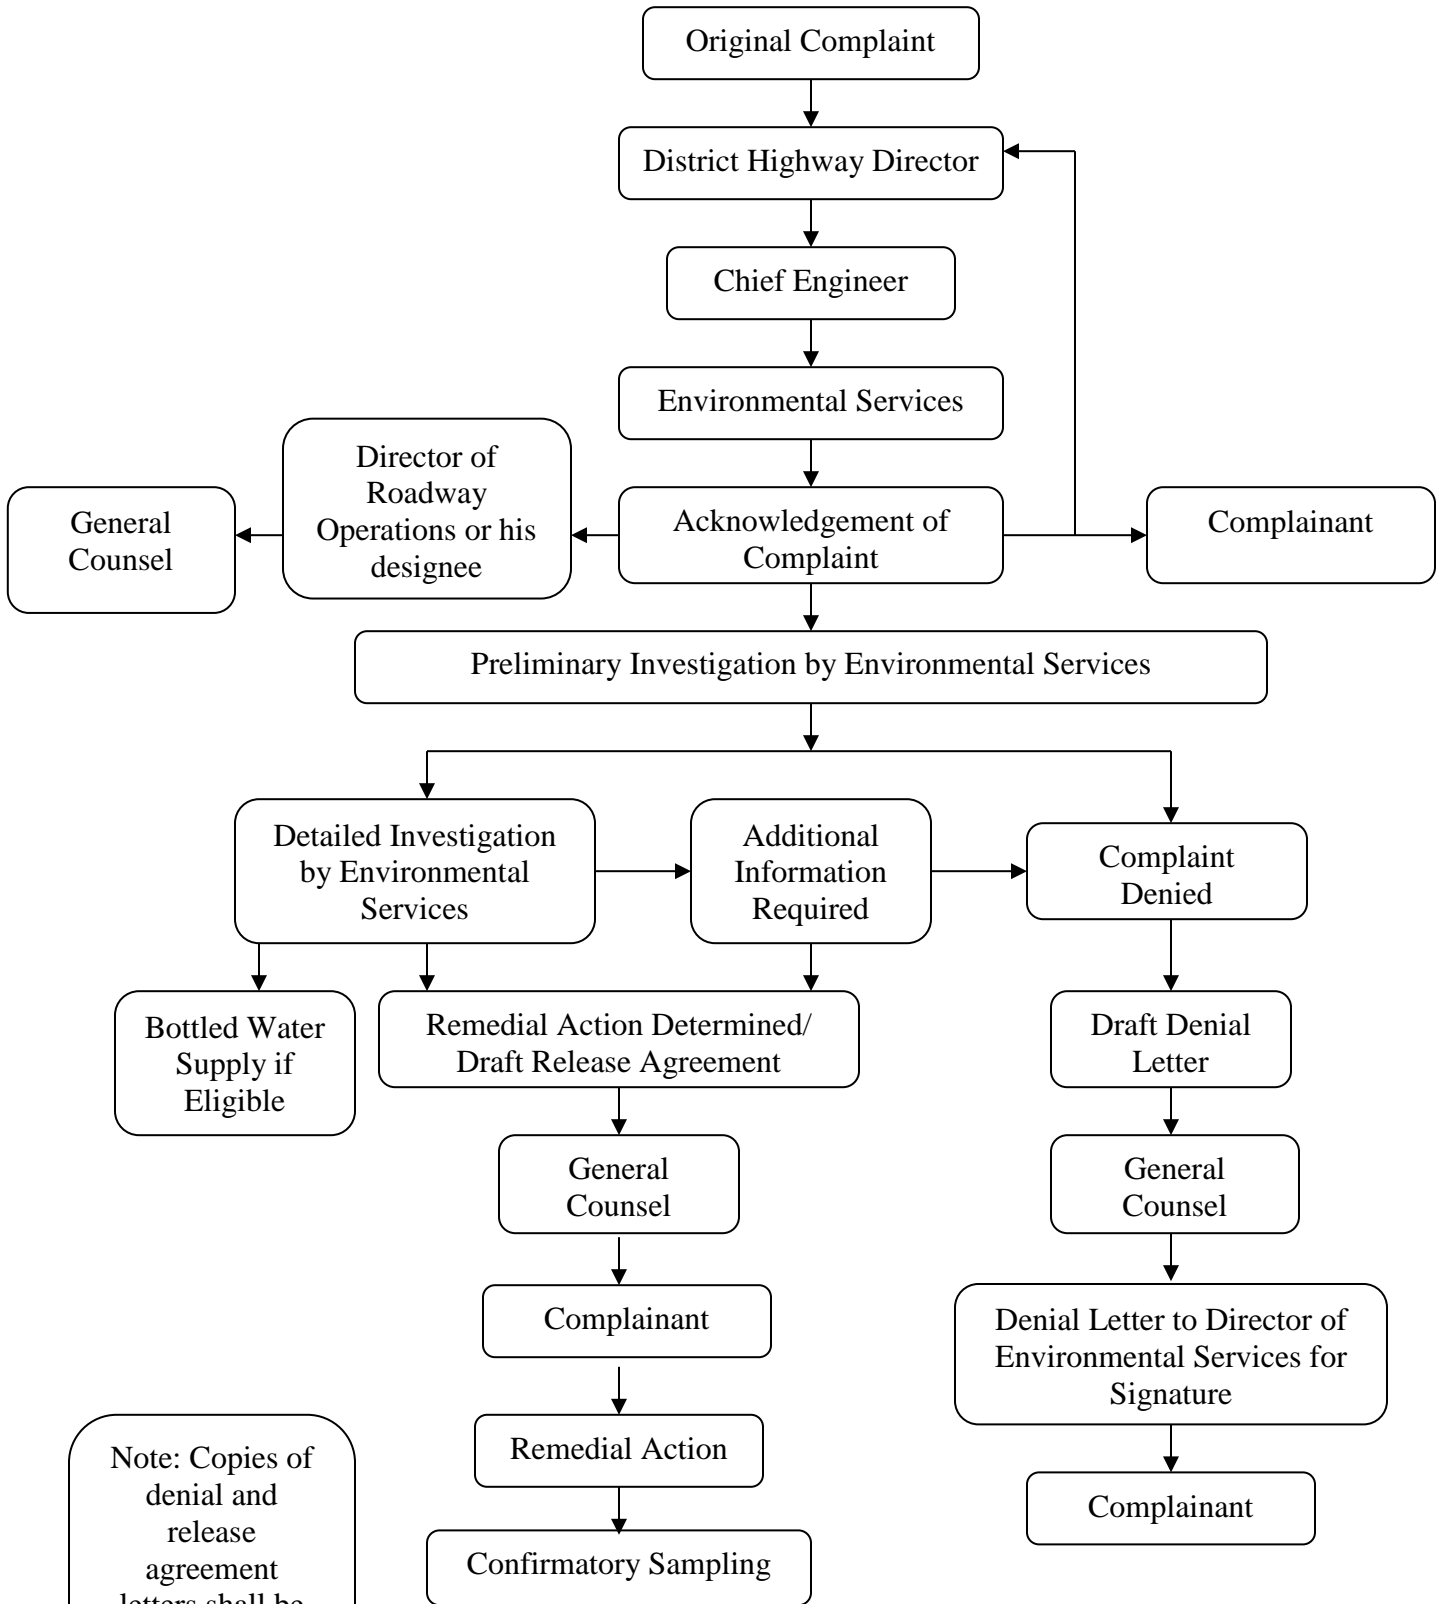 Original Complaint
District Highway Director
Chief Engineer
Environmental Services
General
Counsel
Director of
Roadway
Operations or his
designee
Acknowledgement of
Complaint
Complainant
Preliminary Investigation by Environmental Services
Detailed Investigation
by Environmental
Services
Additional
Information
Required
Complaint
Denied
Bottled Water
Supply if
Eligible
Remedial Action Determined/
Draft Release Agreement
Draft Denial
Letter
General
Counsel
General
Counsel
Complainant
Denial Letter to Director of
Environmental Services for
Signature
Remedial Action
Complainant
Confirmatory Sampling
Note: Copies of
denial and
release
agreement
letters shall be